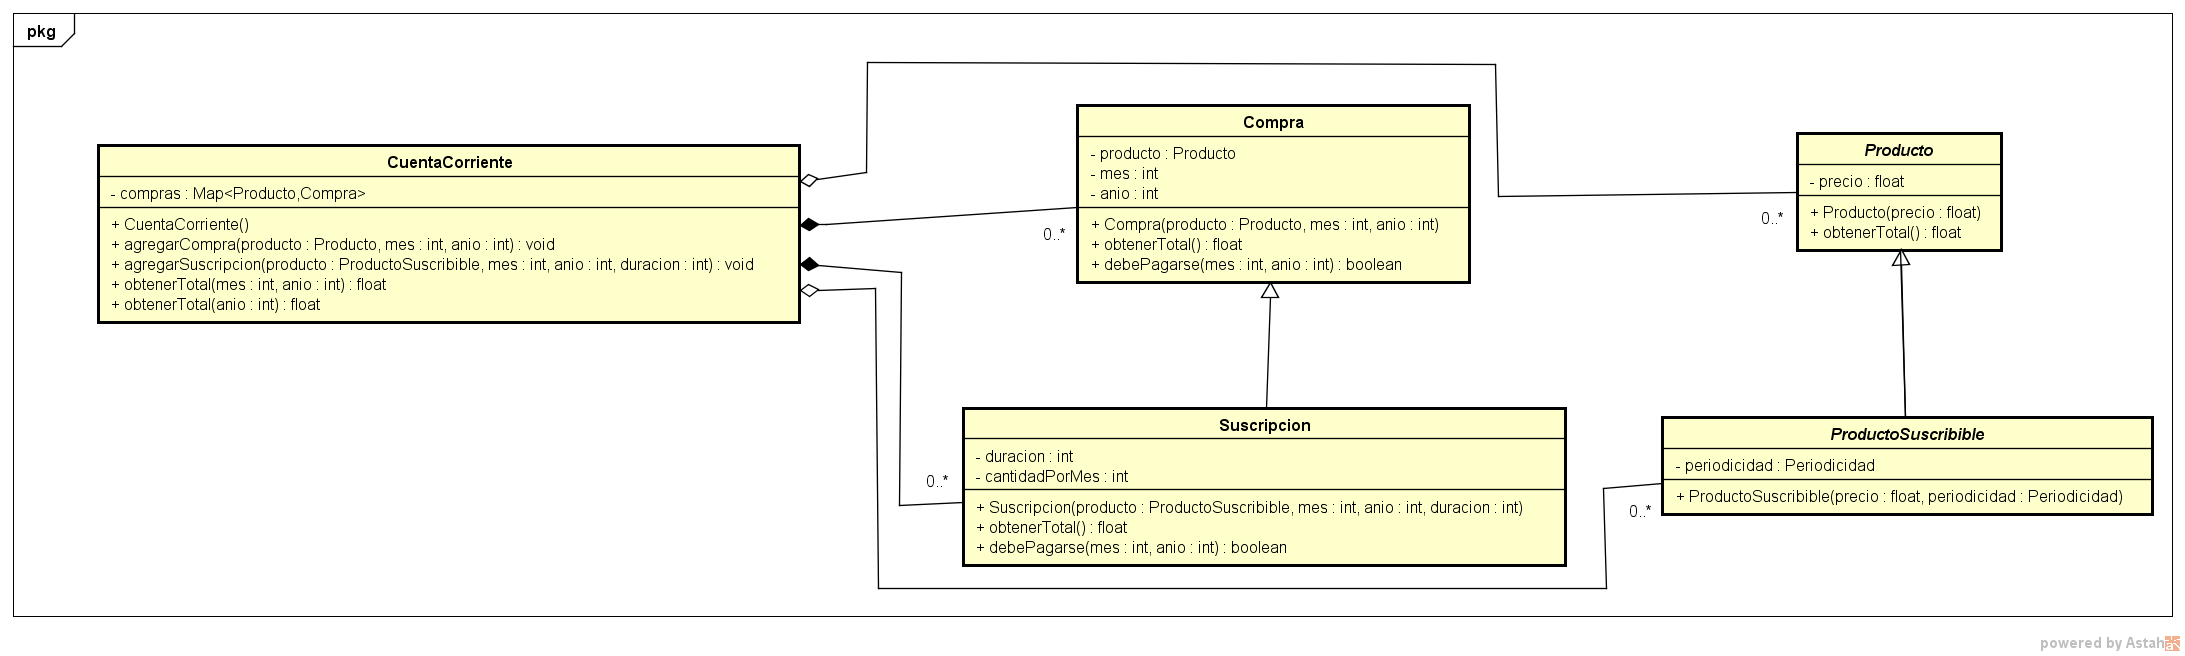 pkg
CuentaCorriente
- compras : Map<Producto,Compra>
+ CuentaCorriente()
+ agregarCompra(producto : Producto, mes : int, anio : int) : void
+ agregarSuscripcion(producto : ProductoSuscribible, mes : int, anio : int, duracion : int) : void
+ obtenerTotal(mes : int, anio : int) : float
+ obtenerTotal(anio : int) : float
Compra
- producto : Producto
- mes : int
- anio : int
+ Compra(producto : Producto, mes : int, anio : int)
+ obtenerTotal() : float
+ debePagarse(mes : int, anio : int) : boolean
0..*
Producto
- precio : float
+ Producto(precio : float)
+ obtenerTotal() : float
0..*
Suscripcion
- duracion : int
- cantidadPorMes : int
+ Suscripcion(producto : ProductoSuscribible, mes : int, anio : int, duracion : int)
+ obtenerTotal() : float
+ debePagarse(mes : int, anio : int) : boolean
0..*
ProductoSuscribible
- periodicidad : Periodicidad
+ ProductoSuscribible(precio : float, periodicidad : Periodicidad)
0..*
powered by Astah